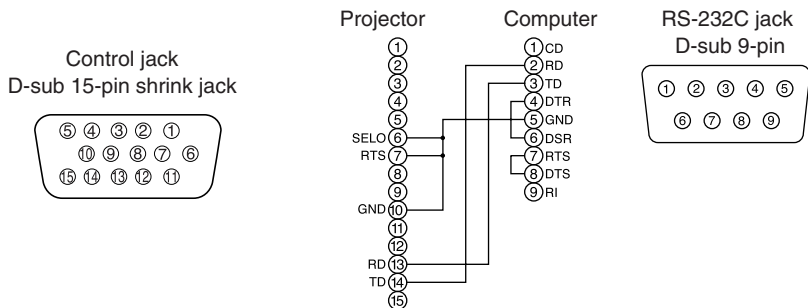 Control jack
D-sub 15-pin shrink jack
⑤ ④ ③ ② ①
⑩ ⑨ ⑧ ⑦ ⑥
⑮ ⑭ ⑬ ⑫ ⑪
Projector
①
②
③
④
⑤
SELO ⑥
RTS ⑦
⑧
⑨
GND ⑩
⑪
⑫
RD ⑬
TD ⑭
⑮
Computer
① CD
② RD
③ TD
④ DTR
⑤ GND
⑥ DSR
⑦ RTS
⑧ DTS
⑨ RI
RS-232C jack
D-sub 9-pin
① ② ③ ④ ⑤
⑥ ⑦ ⑧ ⑨